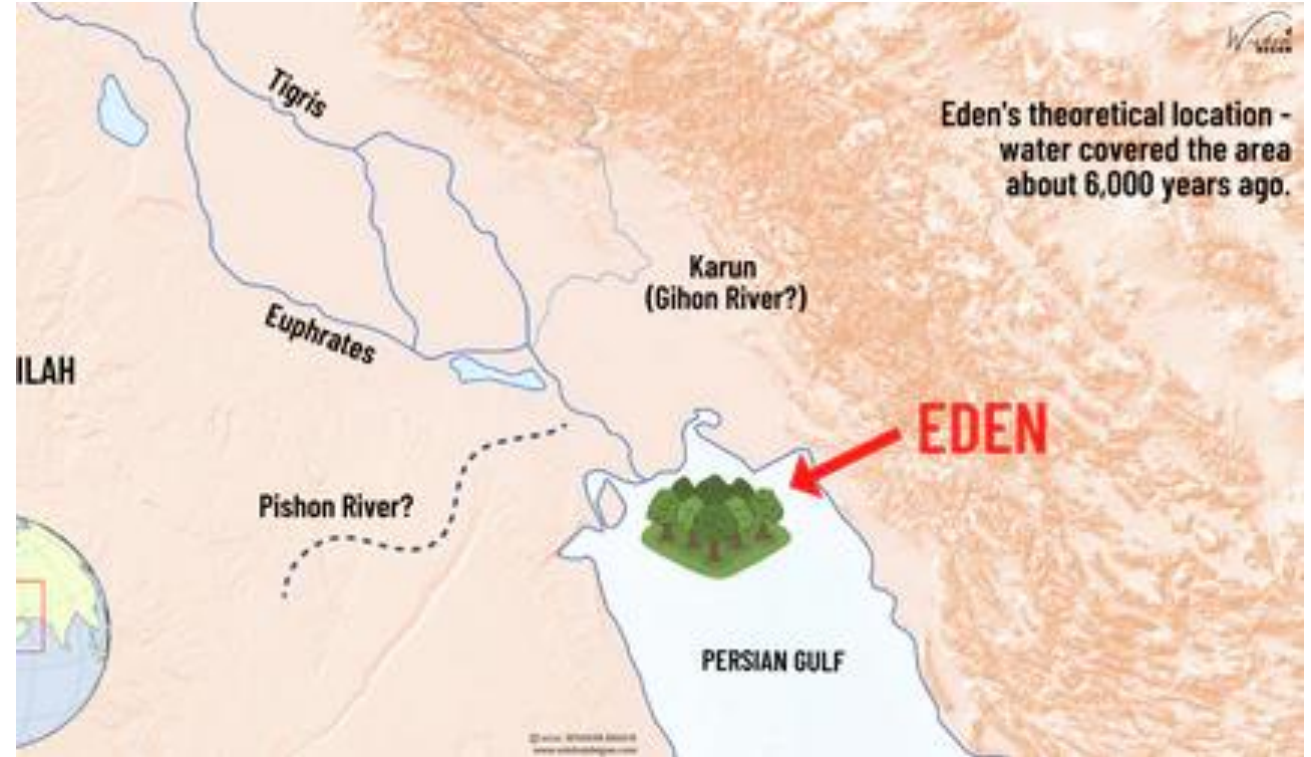 Tigris
Eden's theoretical location -
water covered the area
about 6,000 years ago.
Karun
(Gihon River?)
Euphrates
ILAH
EDEN
Pishon River?
PERSIAN GULF